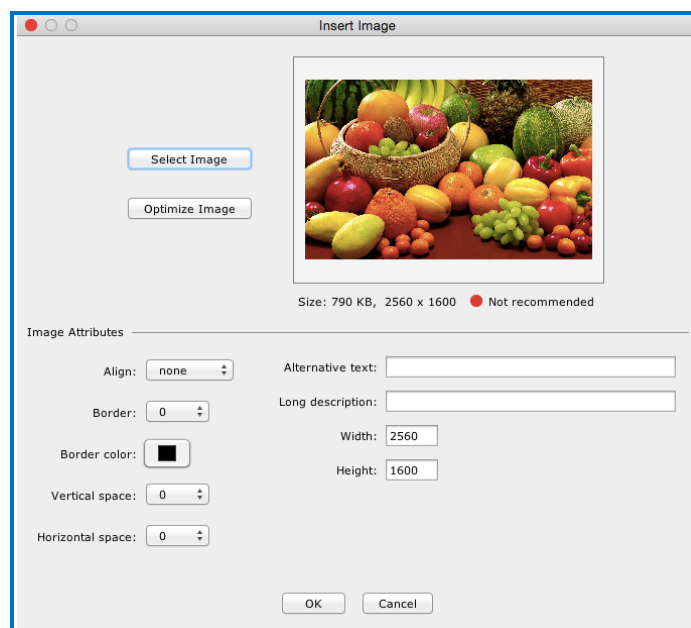 Insert Image
Select Image
Optimize Image
Size: 790 KB, 2560 x 1600 Not recommended
Image Attributes
Align: none
Alternative text:
Long description:
Border: 0
Width: 2560
Border color:
Height: 1600
Vertical space: 0
Horizontal space: 0
OK Cancel